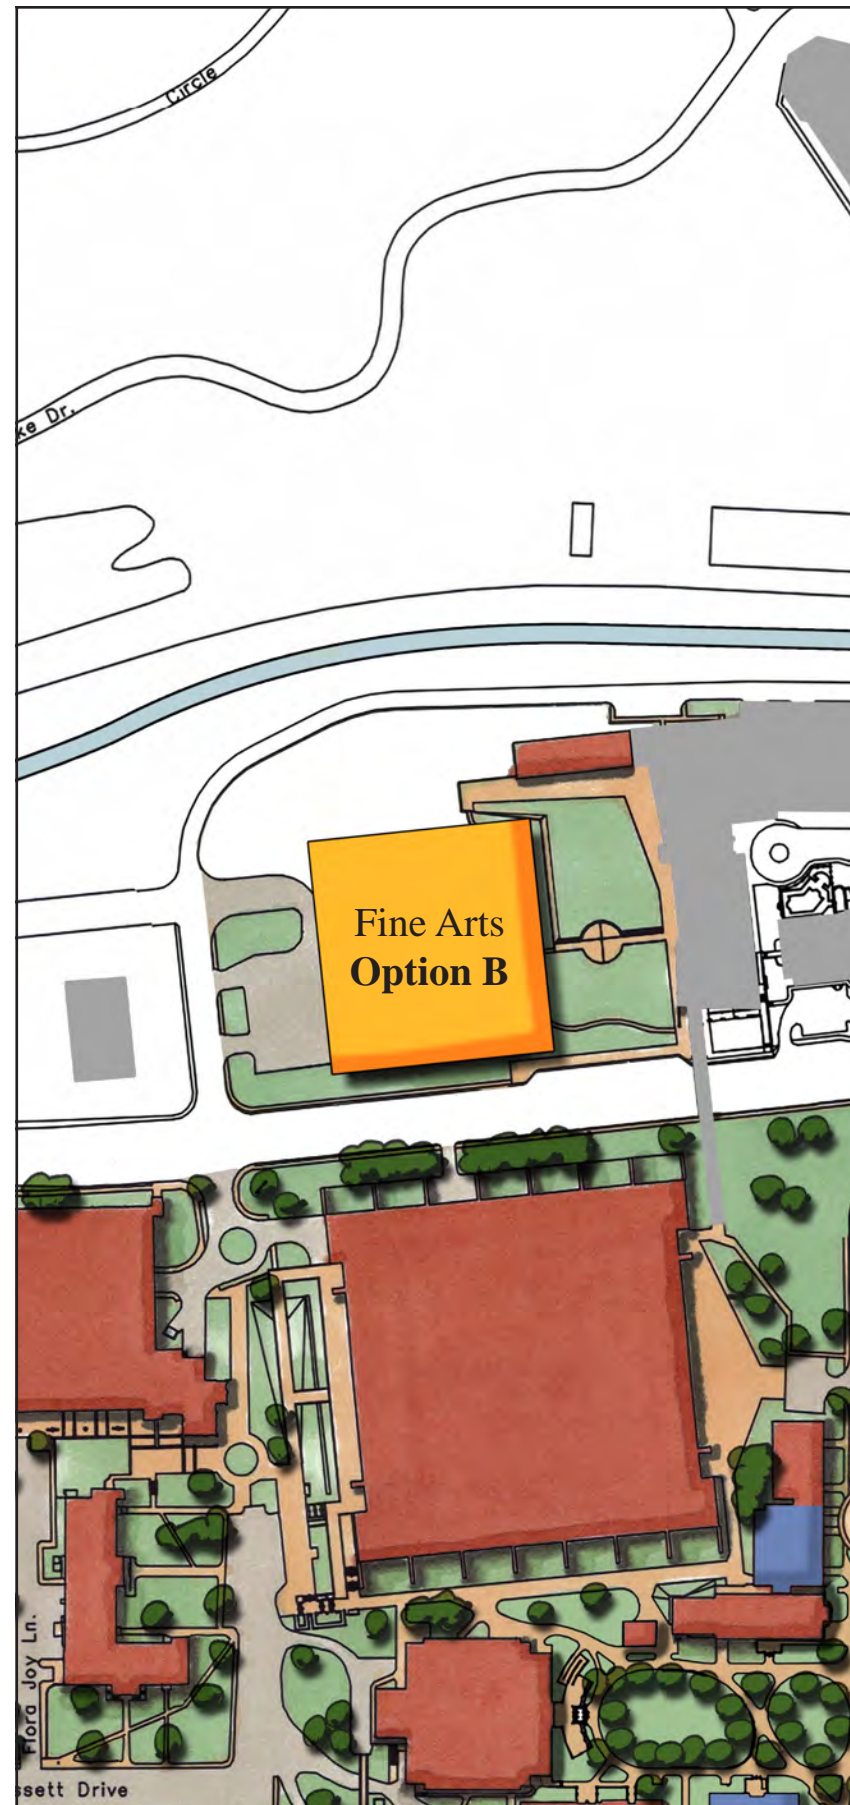 Circle
ke Dr.
Fine Arts
Option B
Flora Joy Ln.
ssett Drive